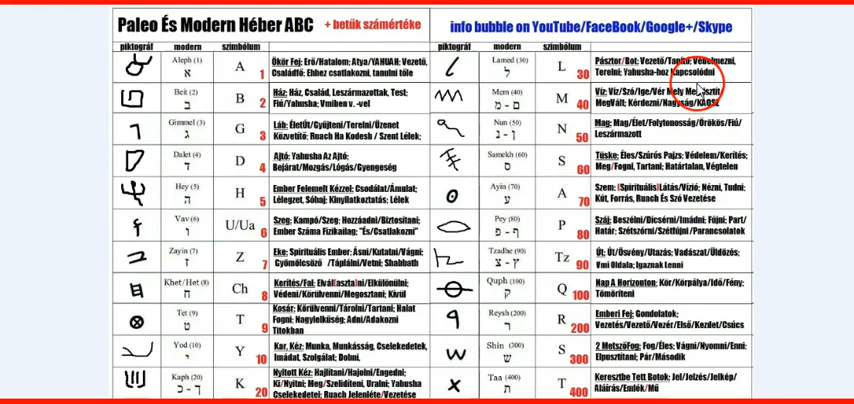 Paleo És Modern Héber ABC + betűk számértéke
info bubble on YouTube/FaceBook/Google+/Skype
piktográf modern szimbólum piktográf modern szimbólum
Aleph (1)
א
A 1
Ökör Fej: Erő/Hatalom; Atya/YAHUAH; Vezető,
Családfő; Ehhez csatlakozni, tanulni tőle
Beit (2)
ב
B 2
Ház: Ház, Család, Leszármazottak, Test;
Fiú/Yahusha; Vmiben v. -vel
Gimmel (3)
ג
G 3
Láb: ÉletÚt/Gyűjteni/Terelni/Üzenet
Közvetítő; Ruach Ha Kodesh / Szent Lélek;
Dalet (4)
ד
D 4
Ajtó: Yahusha Az Ajtó;
Bejárat/Mozgás/Lógás/Gyengeség
Hey (5)
ה
H 5
Ember Felemelt Kézzel: Csodálat/Ámulat;
Lélegzet, Sóhaj; Kinyilatkoztatás; Lélek
Vav (6)
ו
U/Ua 6
Szeg: Kampó/Szeg; Hozzáadni/Biztosítani;
Ember Száma Fizikailag; "És/Csatlakozni"
Zayin (7)
ז
Z 7
Eke: Spirituális Ember; Ásni/Kutatni/Vágni;
Gyömölcsöző /Táplálni/Vetni; Shabbath
Khet/Het (8)
ח
Ch 8
Kerítés/Fal: Elválasztani/Elkülönülni;
Védeni/Körülvenni/Megosztani; Kívül
Tet (9)
ט
T 9
Kosár: Körülvenni/Tárolni/Tartani; Halat
Fogni; Nagylelkűség; Adni/Adakozni
Titokban
Yod (10)
י
Y 10
Kar, Kéz: Munka, Munkásság, Cselekedetek,
Imádat, Szolgálat; Dobni,
Kaph (20)
כ - ך
K 20
Nyitott Kéz: Hajlítani/Hajolni/Engedni;
Ki/Nyitni; Meg/Szelídíteni, Uralni; Yahusha
Cselekedetei; Ruach Jelenléte/Vezetése
Lamed (30)
ל
L 30
Pásztor/Bot: Vezető/Tanító; Védelmezni,
Terelni; Yahusha-hoz Kapcsolódni
Mem (40)
מ - ם
M 40
Víz: Víz/Szó/Ige/Vér Mely
MegVált; Kérdezni/Nagyság/KÁOSZ
Nun (50)
נ - ן
N 50
Mag: Mag/Élet/Folytonosság/Örökös/Fiú/
Leszármazott
Samekh (60)
ס
S 60
Tüske: Éles/Szúrós Pajzs; Védelem/Kerítés;
Meg/Fogni, Tartani; Határtalan, Végtelen
Ayin (70)
ע
A 70
Szem: (Spirituális)Látás/Vízió; Nézni, Tudni;
Kút, Forrás, Ruach És Szó Vezetése
Pey (80)
פ - ף
P 80
Száj: Beszélni/Dicsérni/Imádni; Fújni; Part/
Határ; Szétszórni/Szétfújni/Parancsolatok
Tzadhe (90)
צ - ץ
Tz 90
Út: Út/Ösvény/Utazás; Vadászat/Üldözés;
Vmi Oldala; Igaznak Lenni
Quph (100)
ק
Q 100
Nap A Horizonton: Kör/Körpálya/Idő/Fény;
Tömöríteni
Reysh (200)
ר
R 200
Emberi Fej: Gondolatok;
Vezetés/Vezető/Vezér/Első/Kezdet/Csúcs
Shin (300)
ש
S 300
2 MetszőFog: Fog/Éles; Vágni/Nyomni/Enni;
Elpusztítani; Pár/Második
Taa (400)
ת
T 400
Keresztbe Tett Botok: Jel/Jelzés/Jelkép/
Aláírás/Emlék/Mű